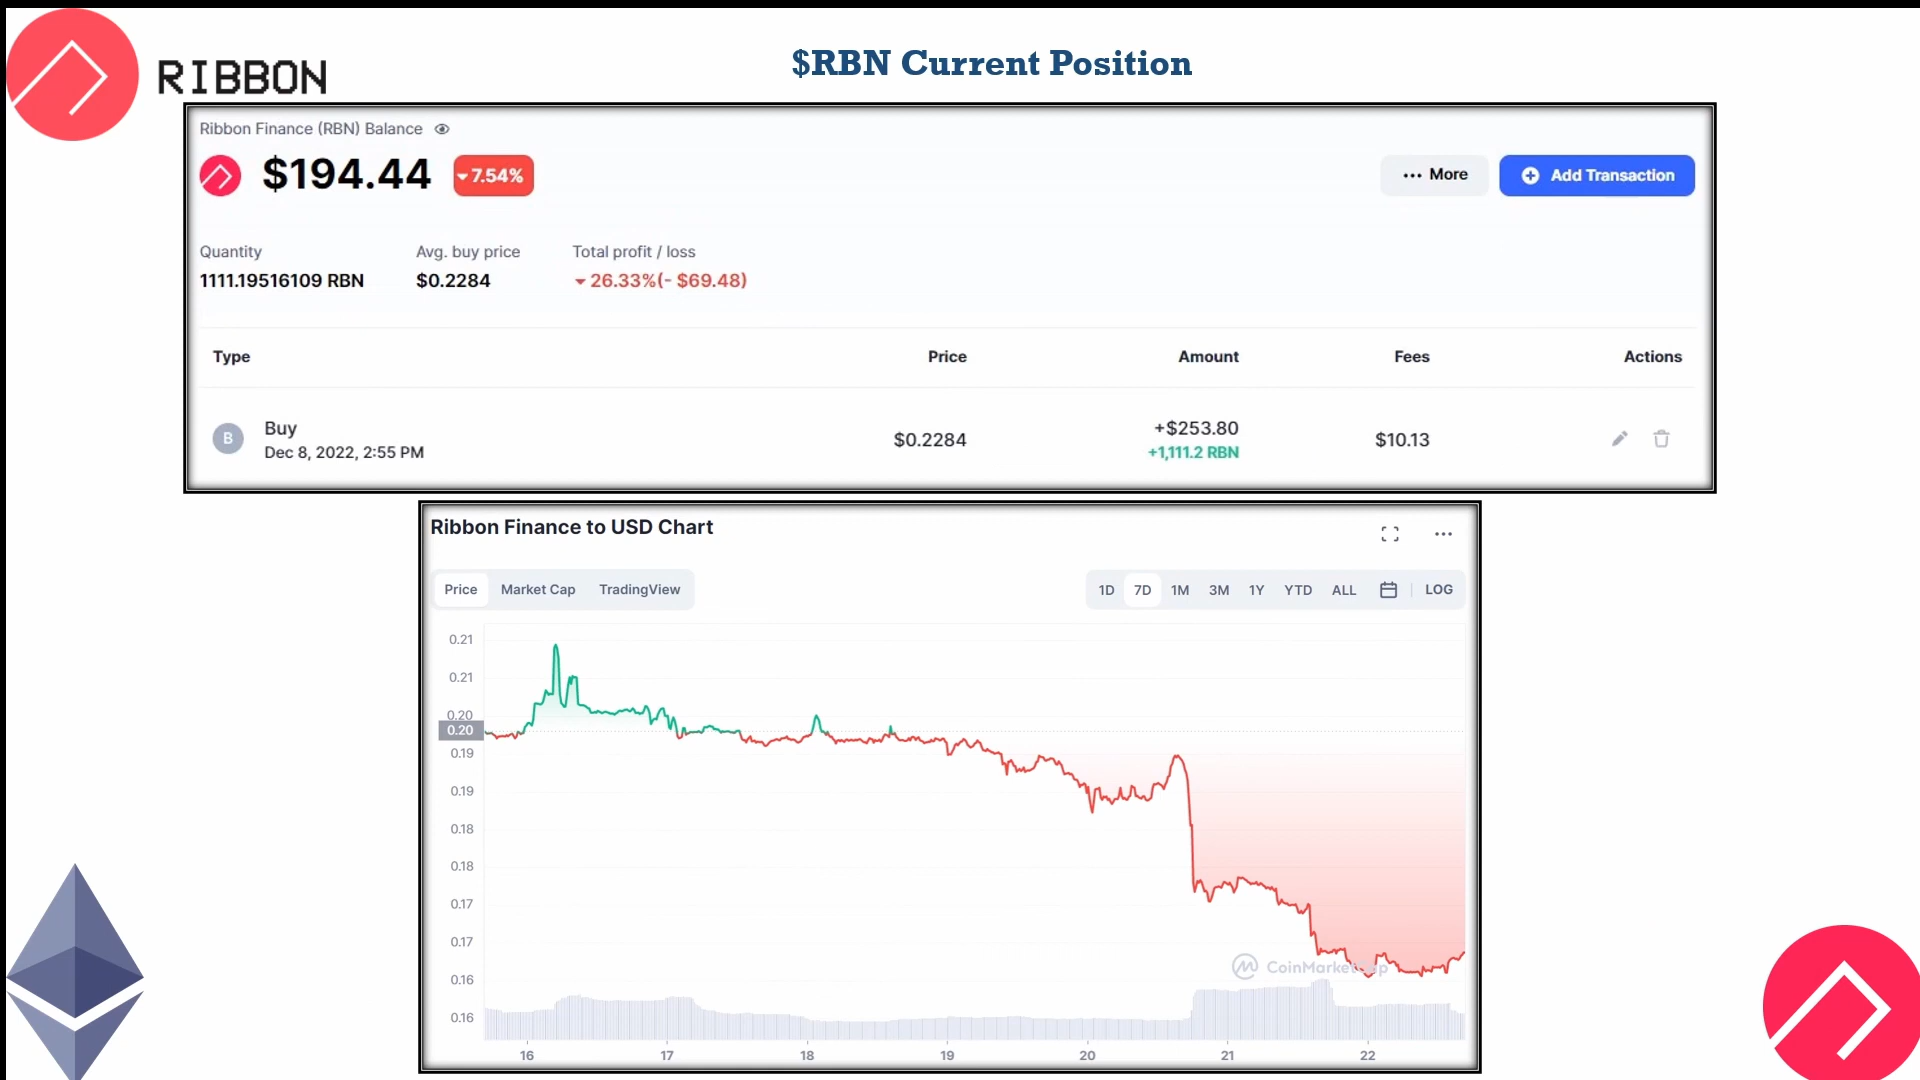 RIBBON
$RBN Current Position
Ribbon Finance (RBN) Balance
$194.44 7.54%
More Add Transaction
Quantity Avg. buy price Total profit / loss
1111.19516109 RBN $0.2284 26.33%(- $69.48)
Type Price Amount Fees Actions
B Buy $0.2284 +$253.80 $10.13
Dec 8, 2022, 2:55 PM +1,111.2 RBN
Ribbon Finance to USD Chart
Price Market Cap TradingView 1D 7D 1M 3M 1Y YTD ALL LOG
0.21
0.21
0.20
0.20
0.19
0.19
0.18
0.18
0.17
0.17
0.16
0.16
CoinMarketCap
16 17 18 19 20 21 22